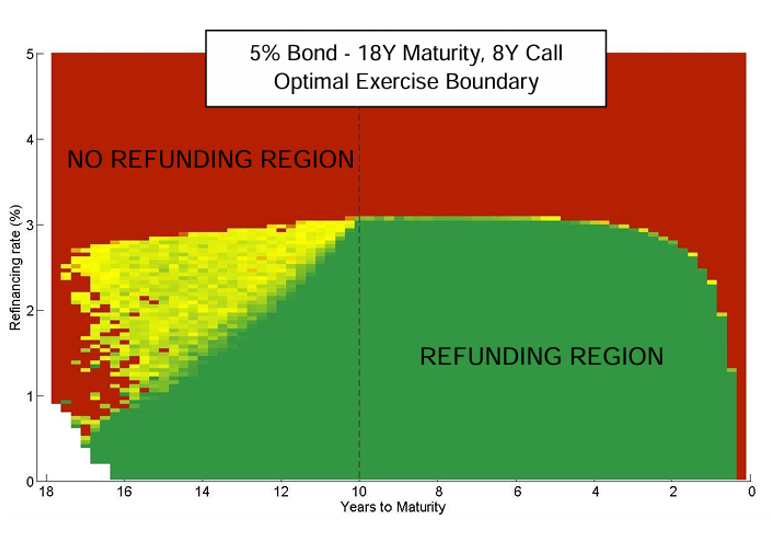 5% Bond - 18Y Maturity, 8Y Call
Optimal Exercise Boundary
5
4
NO REFUNDING REGION
3
Refinancing rate (%)
2
REFUNDING REGION
1
0
18 16 14 12 10 8 6 4 2 0
Years to Maturity